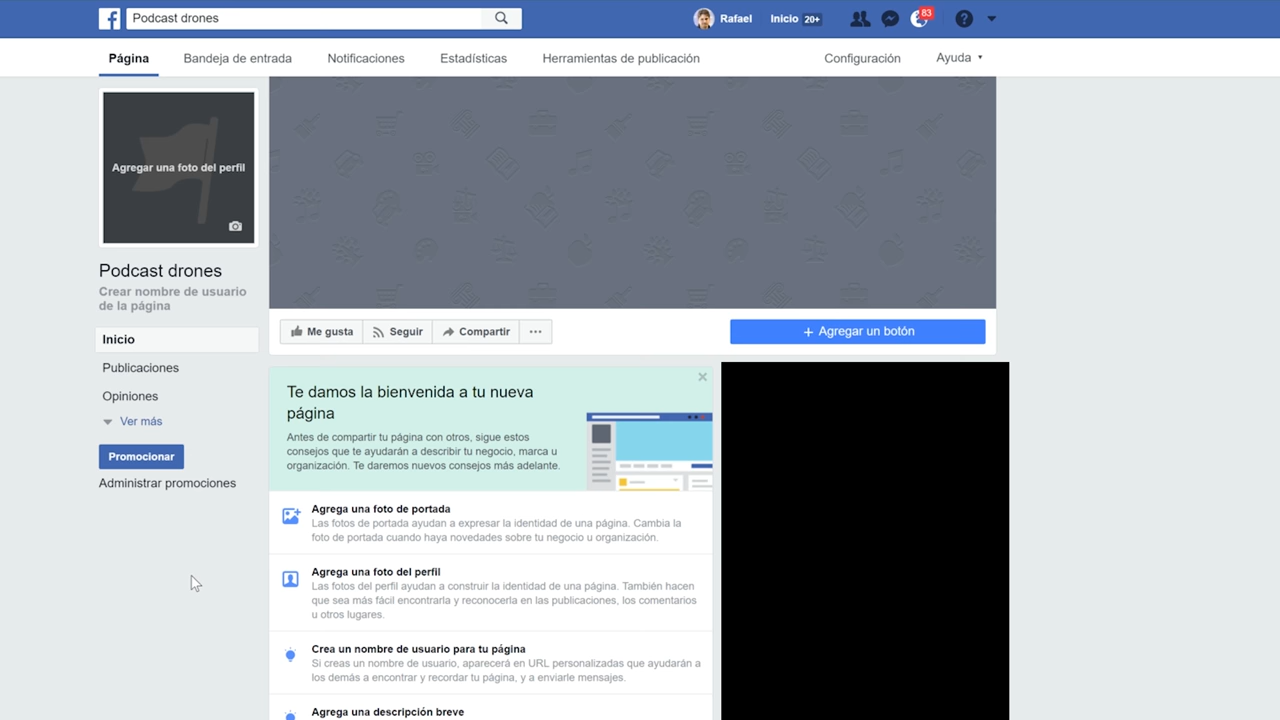 Podcast drones
Rafael
Inicio 20+
83
Página
Bandeja de entrada
Notificaciones
Estadísticas
Herramientas de publicación
Configuración
Ayuda
Agregar una foto del perfil
Podcast drones
Crear nombre de usuario
de la página
Inicio
Publicaciones
Opiniones
Ver más
Promocionar
Administrar promociones
Me gusta
Seguir
Compartir
+ Agregar un botón
Te damos la bienvenida a tu nueva
página
Antes de compartir tu página con otros, sigue estos
consejos que te ayudarán a describir tu negocio, marca u
organización. Te daremos nuevos consejos más adelante.
Agrega una foto de portada
Las fotos de portada ayudan a expresar la identidad de una página. Cambia la
foto de portada cuando haya novedades sobre tu negocio u organización.
Agrega una foto del perfil
Las fotos del perfil ayudan a construir la identidad de una página. También hacen
que sea más fácil encontrarla y reconocerla en las publicaciones, los comentarios
u otros lugares.
Crea un nombre de usuario para tu página
Si creas un nombre de usuario, aparecerá en URL personalizadas que ayudarán a
los demás a encontrar y recordar tu página, y a enviarle mensajes.
Agrega una descripción breve